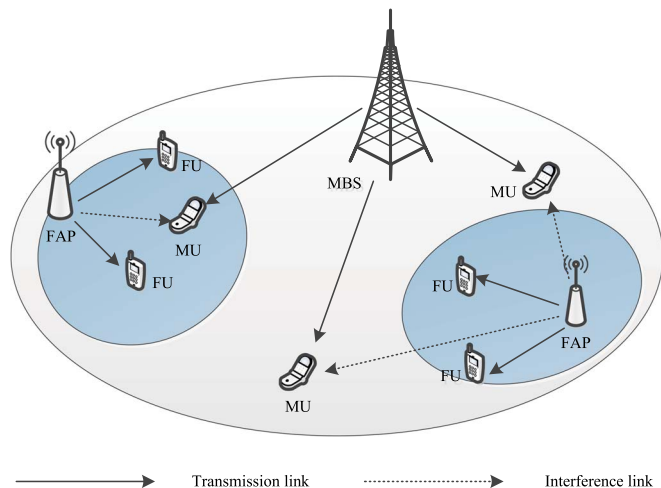 FU
MBS
MU
MU
FAP
FU
FU
FAP
FU
MU
Transmission link
Interference link